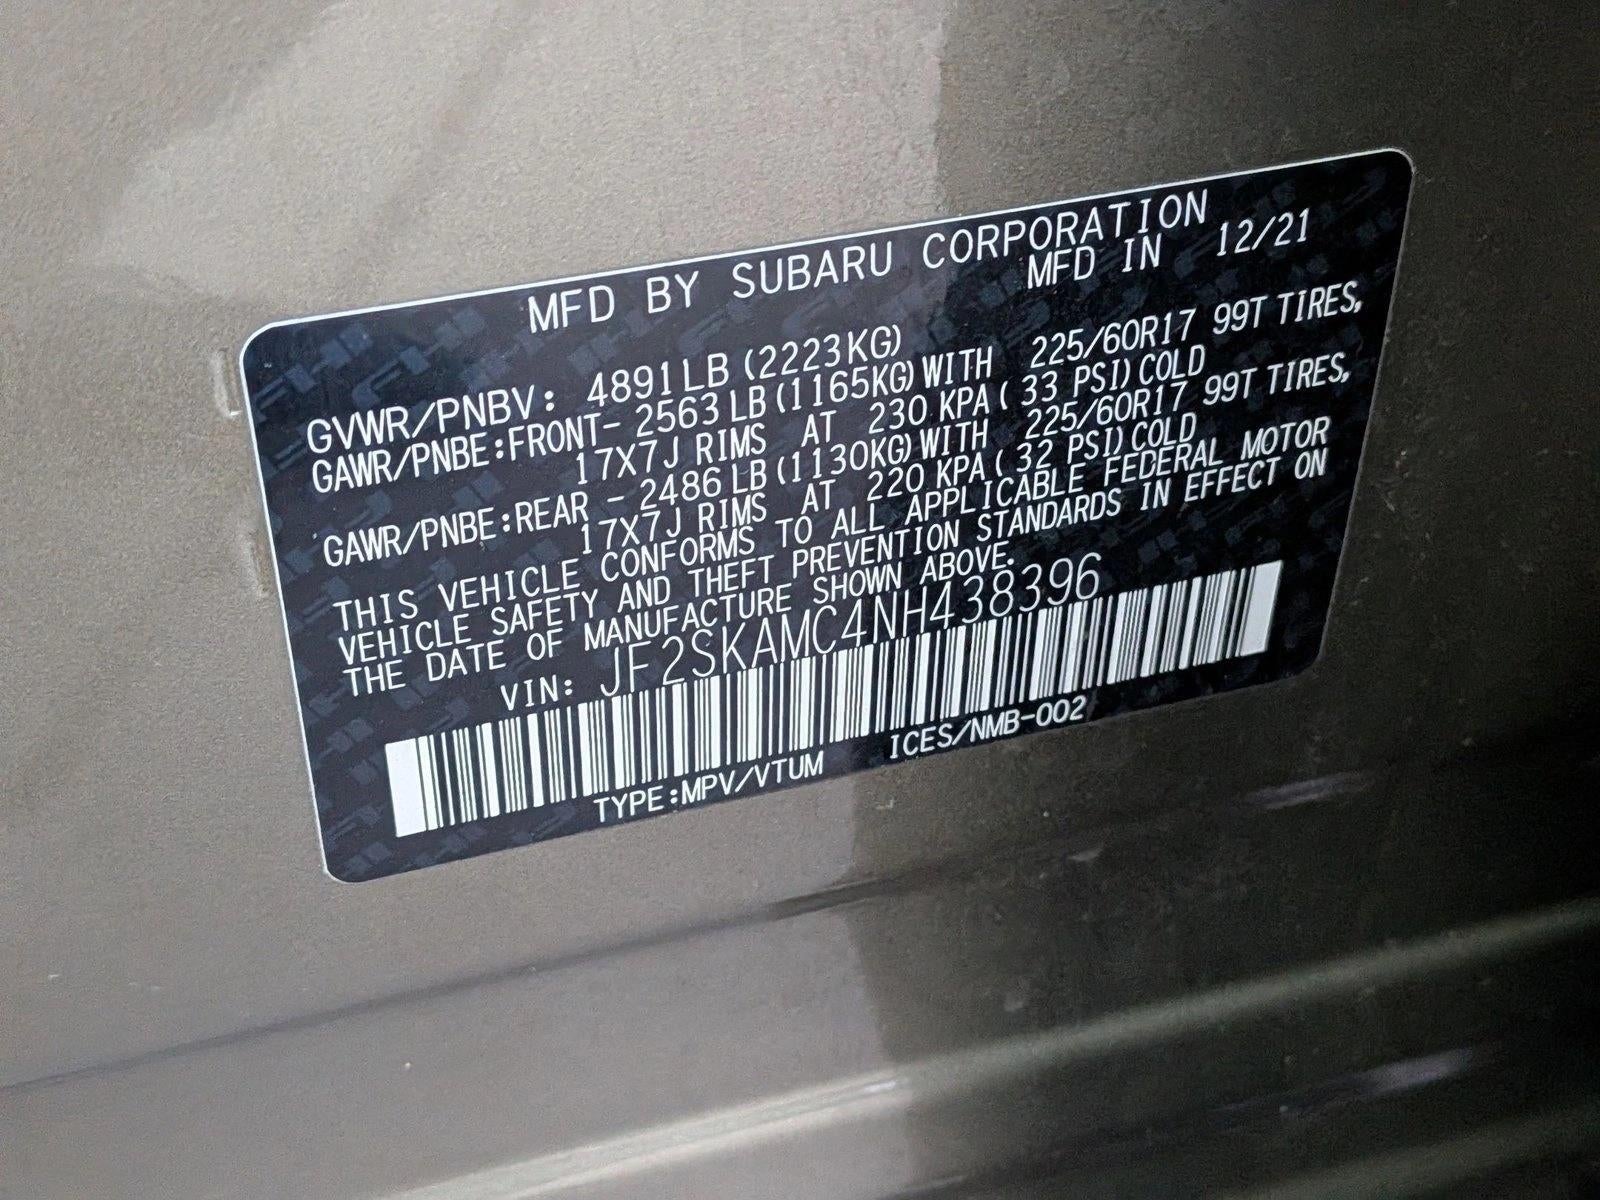 MFD BY SUBARU CORPORATION
MFD IN 12/21
GVWR/PNBV: 4891LB (2223KG)
GAWR/PNBE:FRONT- 2563LB(1165KG)WITH 225/60R17 99T TIRES,
17X7J RIMS AT 230 KPA( 33 PSI)COLD
GAWR/PNBE:REAR - 2486LB(1130KG)WITH 225/60R17 99T TIRES,
17X7J RIMS AT 220 KPA( 32 PSI)COLD
THIS VEHICLE CONFORMS TO ALL APPLICABLE FEDERAL MOTOR
VEHICLE SAFETY AND THEFT PREVENTION STANDARDS IN EFFECT ON
THE DATE OF MANUFACTURE SHOWN ABOVE.
VIN: JF2SKAMC4NH438396
TYPE:MPV/VTUM ICES/NMB-002